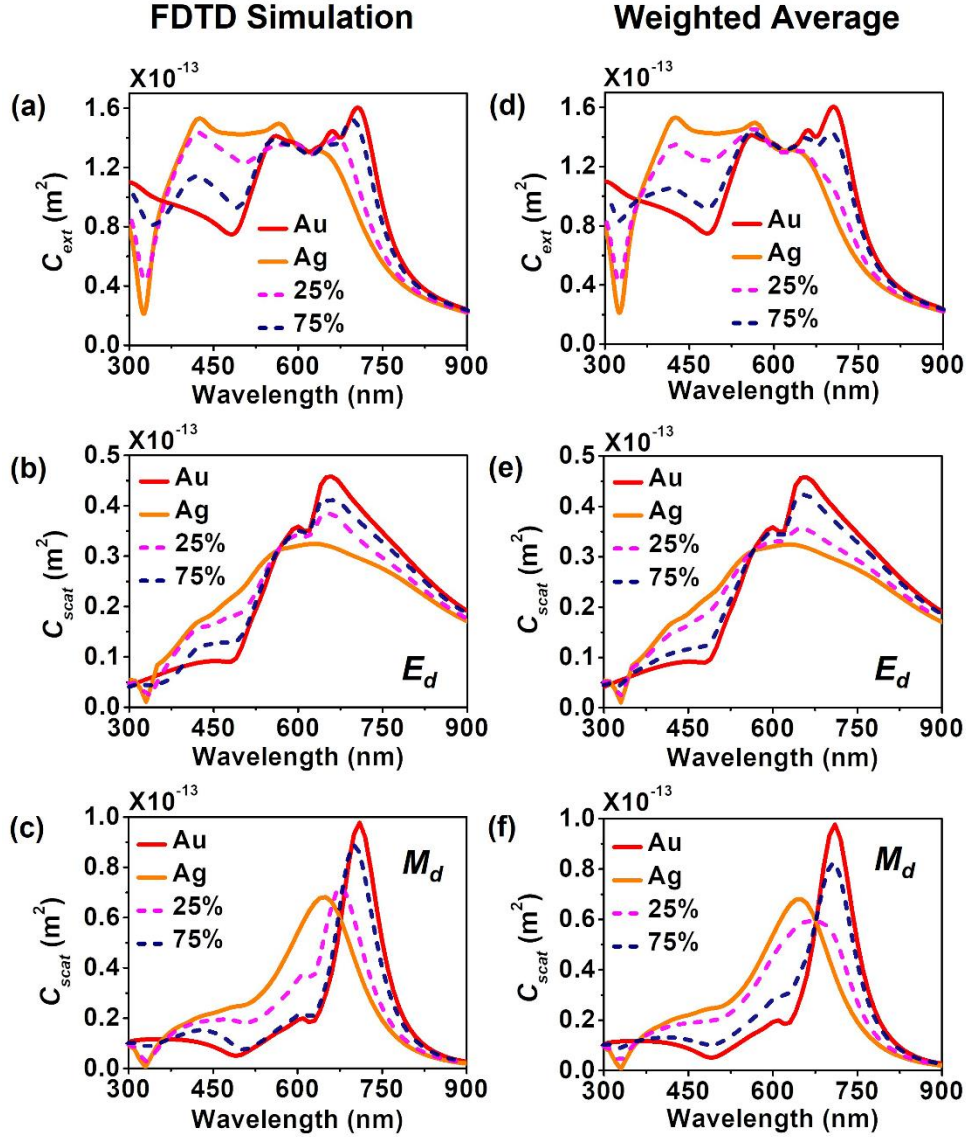 FDTD Simulation
Weighted Average
(a)
X10⁻¹³
C_ext (m²)
1.6
1.2
0.8
0.4
0.0
Au
Ag
25%
75%
300 450 600 750 900
Wavelength (nm)
(d)
X10⁻¹³
C_ext (m²)
1.6
1.2
0.8
0.4
0.0
Au
Ag
25%
75%
300 450 600 750 900
Wavelength (nm)
(b)
X10⁻¹³
C_scat (m²)
0.5
0.4
0.3
0.2
0.1
0.0
Au
Ag
25%
75%
E_d
300 450 600 750 900
Wavelength (nm)
(e)
X10⁻¹³
C_scat (m²)
0.5
0.4
0.3
0.2
0.1
0.0
Au
Ag
25%
75%
E_d
300 450 600 750 900
Wavelength (nm)
(c)
X10⁻¹³
C_scat (m²)
1.0
0.8
0.6
0.4
0.2
0.0
Au
Ag
25%
75%
M_d
300 450 600 750 900
Wavelength (nm)
(f)
X10⁻¹³
C_scat (m²)
1.0
0.8
0.6
0.4
0.2
0.0
Au
Ag
25%
75%
M_d
300 450 600 750 900
Wavelength (nm)